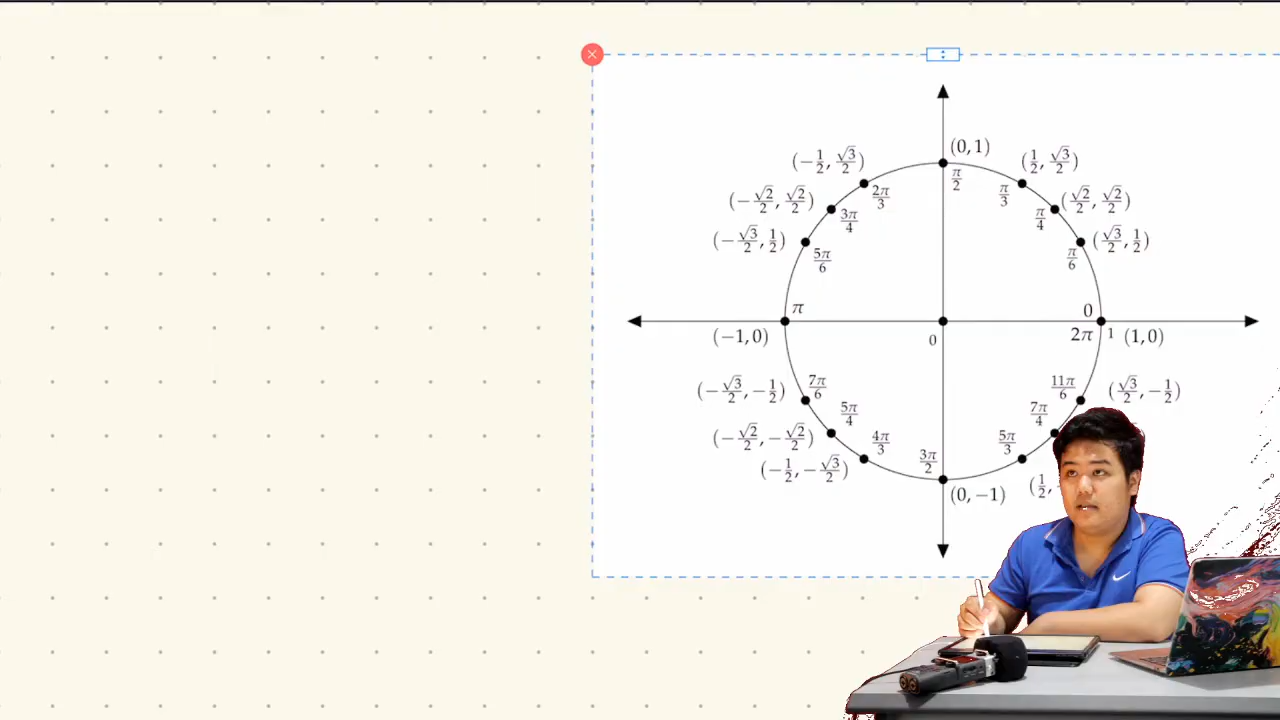 (0, 1)
(-1/2, √3/2)
(1/2, √3/2)
π/2
2π/3
π/3
(-√2/2, √2/2)
(√2/2, √2/2)
3π/4
π/4
(-√3/2, 1/2)
(√3/2, 1/2)
5π/6
π/6
π
0
(-1, 0)
0
2π
1
(1, 0)
(-√3/2, -1/2)
7π/6
11π/6
(√3/2, -1/2)
5π/4
7π/4
(-√2/2, -√2/2)
4π/3
3π/2
5π/3
(-1/2, -√3/2)
(0, -1)
(1/2,